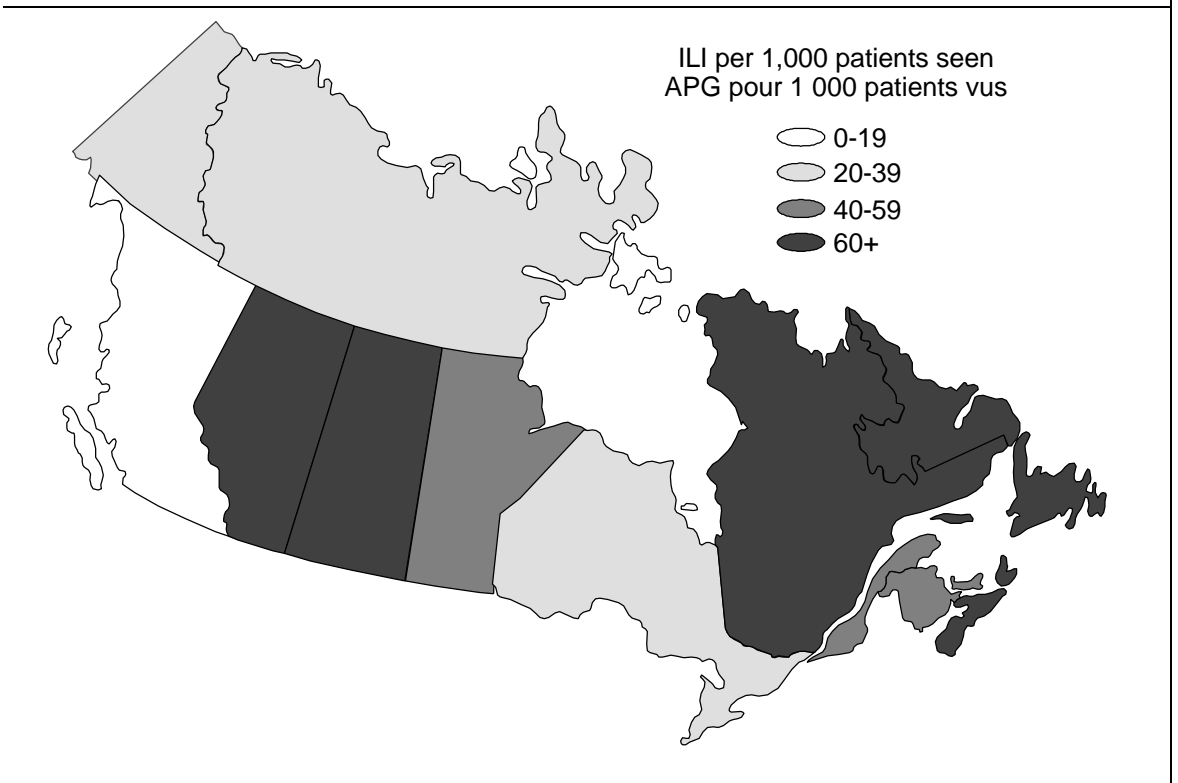 ILI per 1,000 patients seen
APG pour 1 000 patients vus
0-19
20-39
40-59
60+